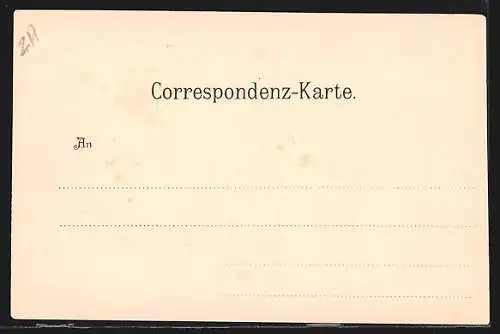 Correspondenz-Karte.
An